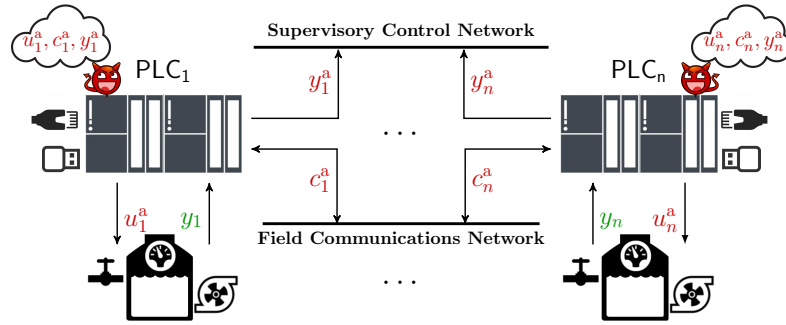 u₁ᵃ, c₁ᵃ, y₁ᵃ
Supervisory Control Network
uₙᵃ, cₙᵃ, yₙᵃ
PLC₁
PLCₙ
y₁ᵃ
yₙᵃ
. . .
c₁ᵃ
cₙᵃ
u₁ᵃ
y₁
yₙ
uₙᵃ
Field Communications Network
. . .